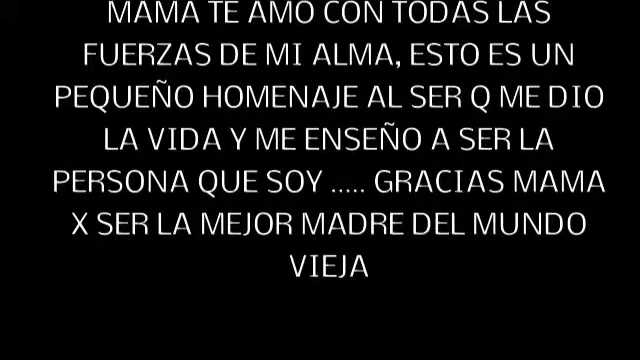 MAMA TE AMO CON TODAS LAS
FUERZAS DE MI ALMA, ESTO ES UN
PEQUEÑO HOMENAJE AL SER Q ME DIO
LA VIDA Y ME ENSEÑO A SER LA
PERSONA QUE SOY ..... GRACIAS MAMA
X SER LA MEJOR MADRE DEL MUNDO
VIEJA